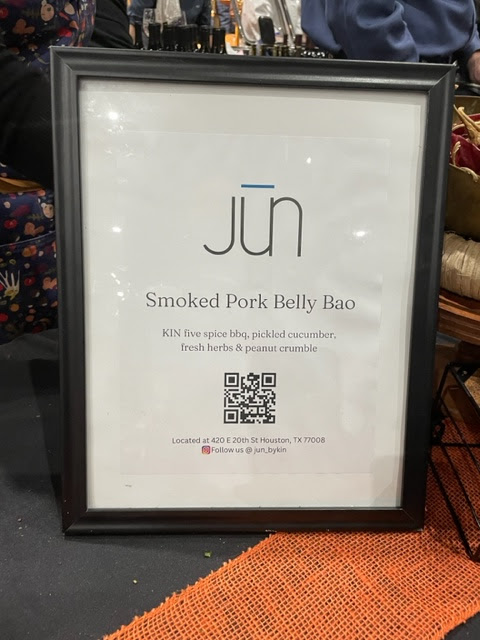 jūn
Smoked Pork Belly Bao
KIN five spice bbq, pickled cucumber,
fresh herbs & peanut crumble
Located at 420 E 20th St Houston, TX 77008
Follow us @ jun_bykin